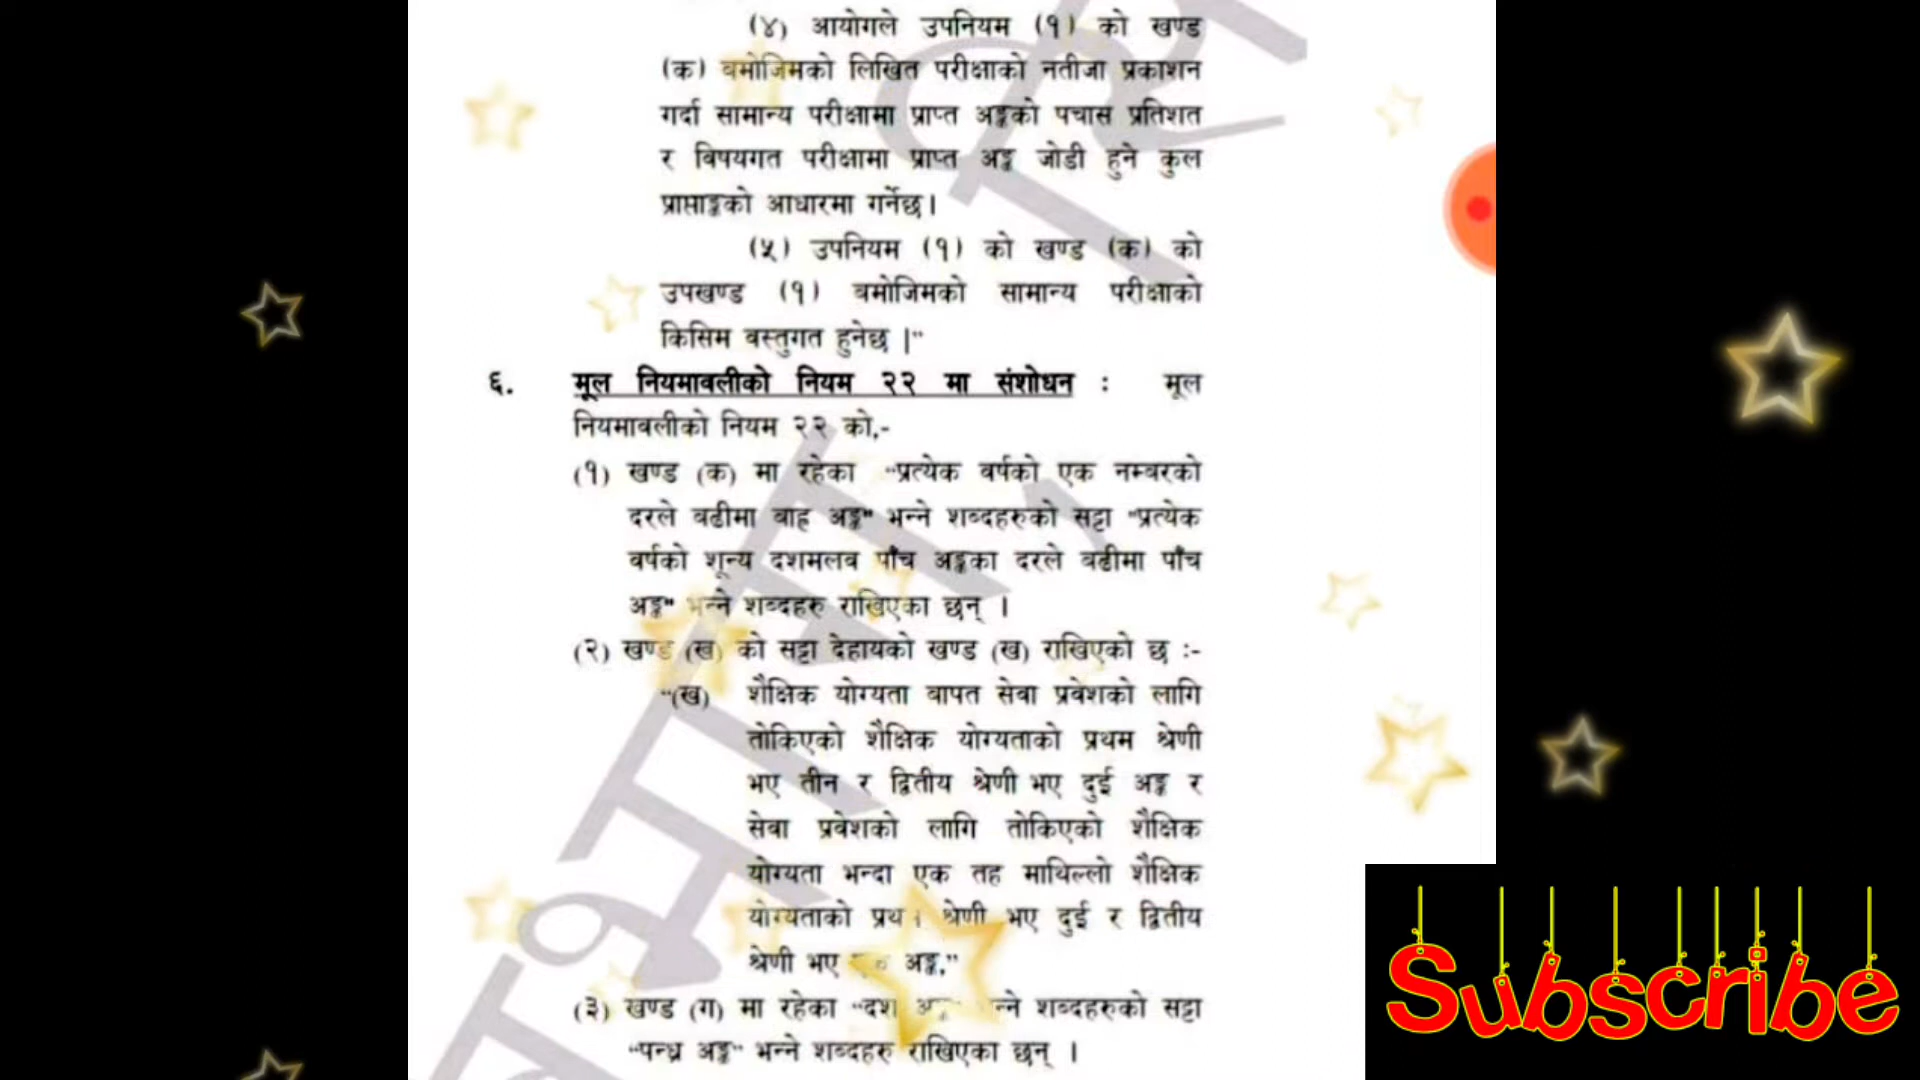 (४) आयोगले उपनियम (१) को खण्ड
(क) बमोजिमको लिखित परीक्षाको नतीजा प्रकाशन
गर्दा सामान्य परीक्षामा प्राप्त अङ्कको पचास प्रतिशत
र विषयगत परीक्षामा प्राप्त अङ्क जोडी हुने कुल
प्राप्ताङ्कको आधारमा गर्नेछ।
(५) उपनियम (१) को खण्ड (क) को
उपखण्ड (१) बमोजिमको सामान्य परीक्षाको
किसिम वस्तुगत हुनेछ |"
६. मूल नियमावलीको नियम २२ मा संशोधन : मूल
नियमावलीको नियम २२ को,-
(१) खण्ड (क) मा रहेका "प्रत्येक वर्षको एक नम्बरको
दरले बढीमा बाह्र अङ्क" भन्ने शब्दहरुको सट्टा "प्रत्येक
वर्षको शून्य दशमलव पाँच अङ्कका दरले बढीमा पाँच
अङ्क" भन्ने शब्दहरु राखिएका छन् ।
(२) खण्ड (ख) को सट्टा देहायको खण्ड (ख) राखिएको छ :-
"(ख) शैक्षिक योग्यता बापत सेवा प्रवेशको लागि
तोकिएको शैक्षिक योग्यताको प्रथम श्रेणी
भए तीन र द्वितीय श्रेणी भए दुई अङ्क र
सेवा प्रवेशको लागि तोकिएको शैक्षिक
योग्यता भन्दा एक तह माथिल्लो शैक्षिक
योग्यताको प्रथम श्रेणी भए दुई र द्वितीय
श्रेणी भए अङ्क,"
(३) खण्ड (ग) मा रहेका "दश अङ्क" भन्ने शब्दहरुको सट्टा
"पन्ध्र अङ्क" भन्ने शब्दहरु राखिएका छन् ।
Subscribe